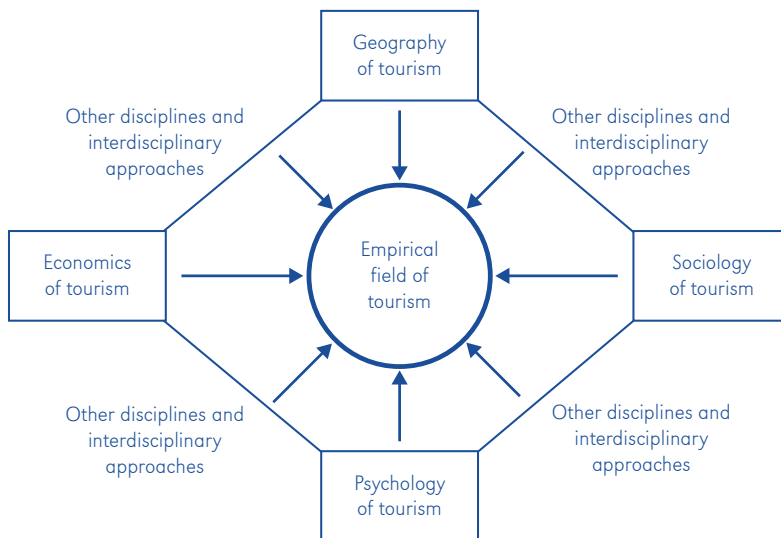 Geography
of tourism
Other disciplines and
interdisciplinary
approaches
Other disciplines and
interdisciplinary
approaches
Economics
of tourism
Empirical
field of
tourism
Sociology
of tourism
Other disciplines and
interdisciplinary
approaches
Other disciplines and
interdisciplinary
approaches
Psychology
of tourism